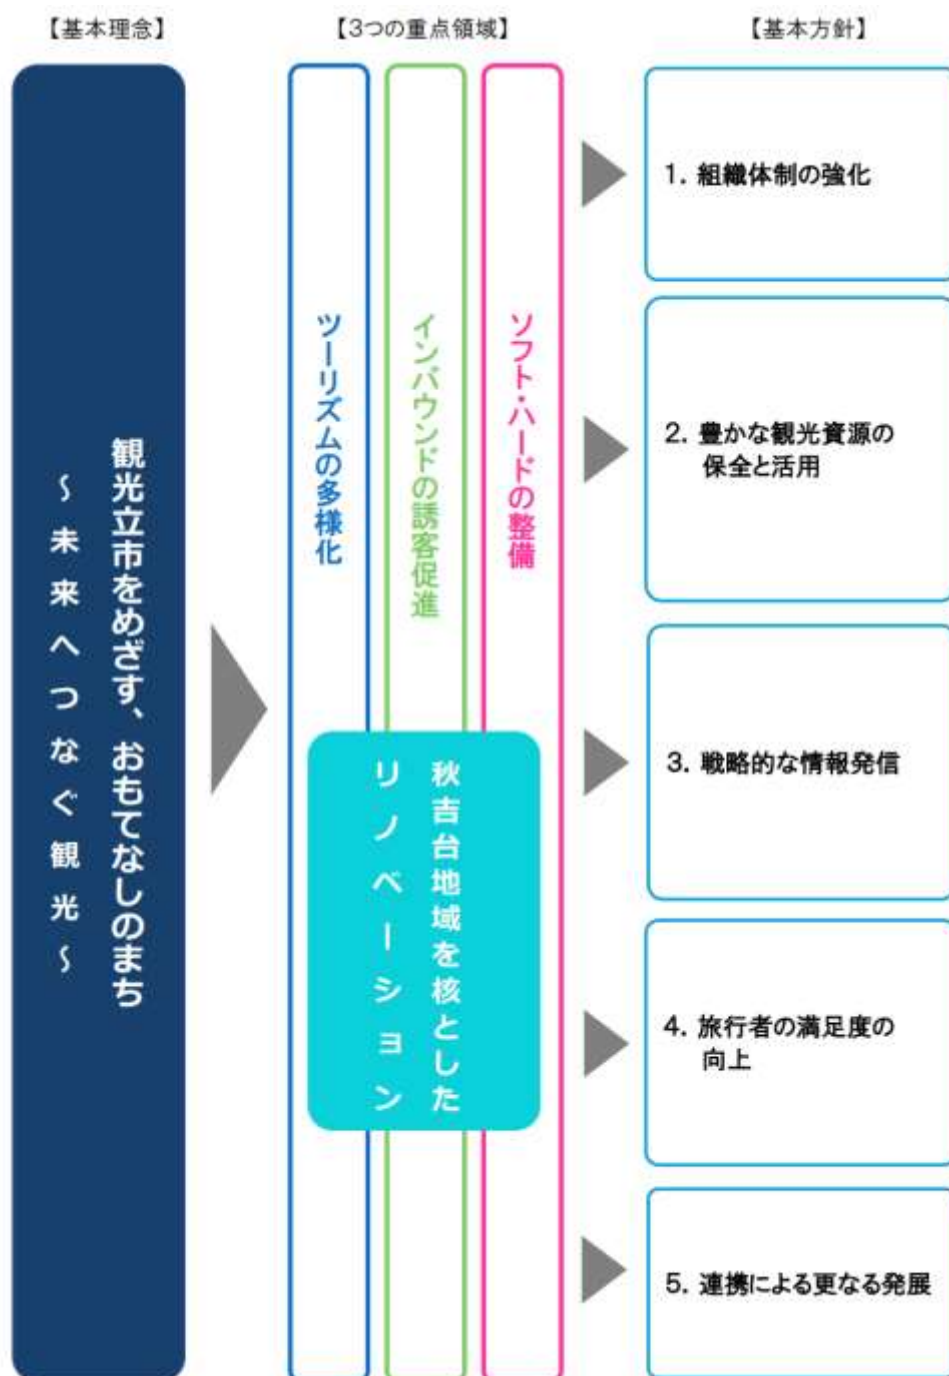 【基本理念】
【3つの重点領域】
【基本方針】
観光立市をめざす、おもてなしのまち
～未来へつなぐ観光～
ツーリズムの多様化
インバウンドの誘客促進
ソフト・ハードの整備
秋吉台地域を核とした
リノベーション
1. 組織体制の強化
2. 豊かな観光資源の
保全と活用
3. 戦略的な情報発信
4. 旅行者の満足度の
向上
5. 連携による更なる発展